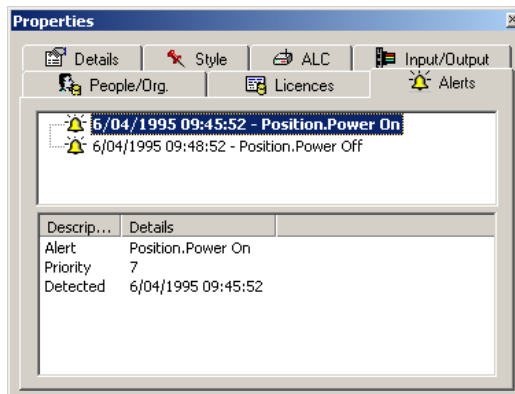 Properties
Details Style ALC Input/Output
People/Org. Licences Alerts
6/04/1995 09:45:52 - Position.Power On
6/04/1995 09:48:52 - Position.Power Off
Descrip... Details
Alert Position.Power On
Priority 7
Detected 6/04/1995 09:45:52